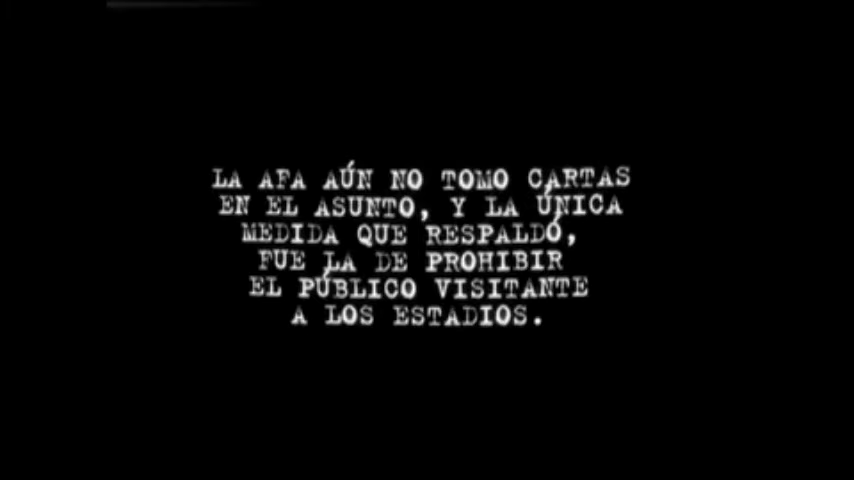 LA AFA AÚN NO TOMO CARTAS
EN EL ASUNTO, Y LA ÚNICA
MEDIDA QUE RESPALDÓ,
FUE LA DE PROHIBIR
EL PÚBLICO VISITANTE
A LOS ESTADIOS.